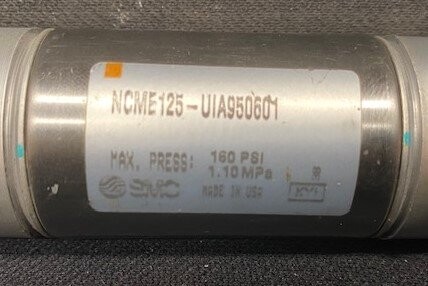 NCME125-UIA950601
MAX. PRESS: 160 PSI
1.10 MPa
SMC MADE IN USA